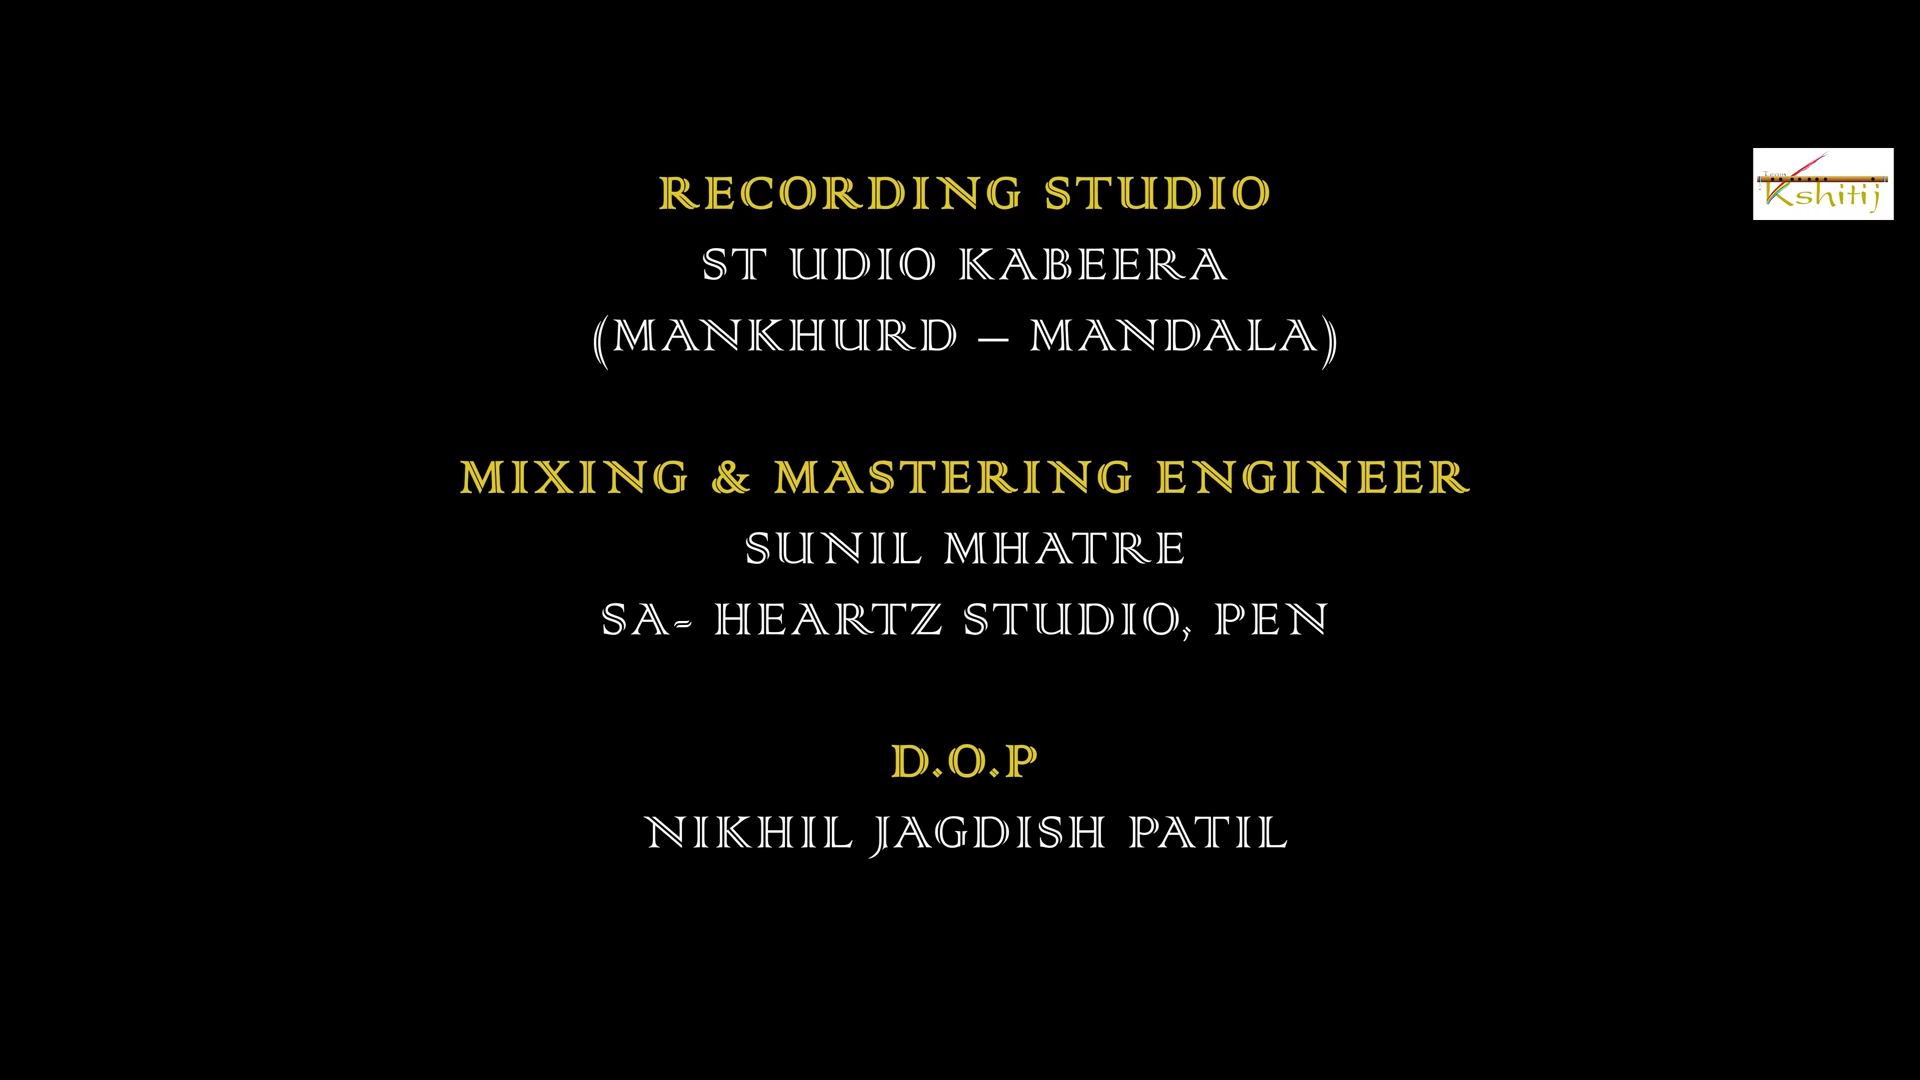 RECORDING STUDIO
ST UDIO KABEERA
(MANKHURD – MANDALA)
MIXING & MASTERING ENGINEER
SUNIL MHATRE
SA- HEARTZ STUDIO, PEN
D.O.P
NIKHIL JAGDISH PATIL
Team
Kshitij